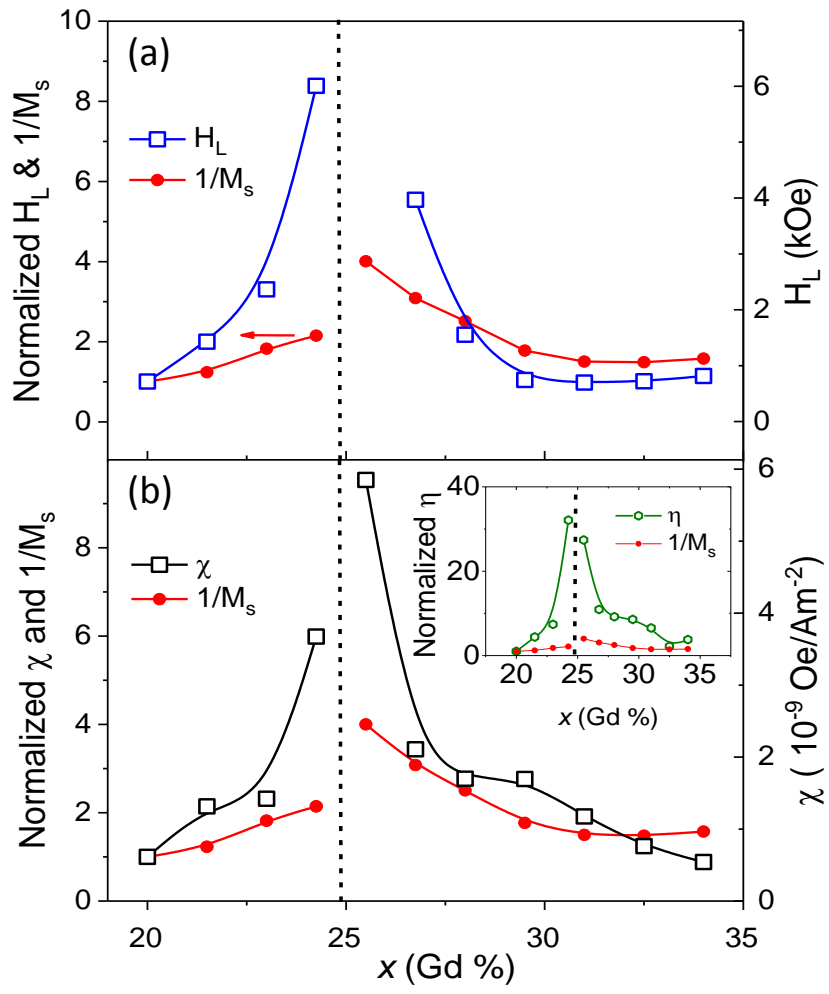 (a)
Normalized H_L & 1/M_s
10
8
6
4
2
0
H_L
1/M_s
6
4
2
0
H_L (kOe)
(b)
Normalized χ and 1/M_s
8
6
4
2
0
χ
1/M_s
Normalized η
40
20
0
η
1/M_s
20 25 30 35
x (Gd %)
6
4
2
0
χ ( 10^-9 Oe/Am^-2)
20 25 30 35
x (Gd %)